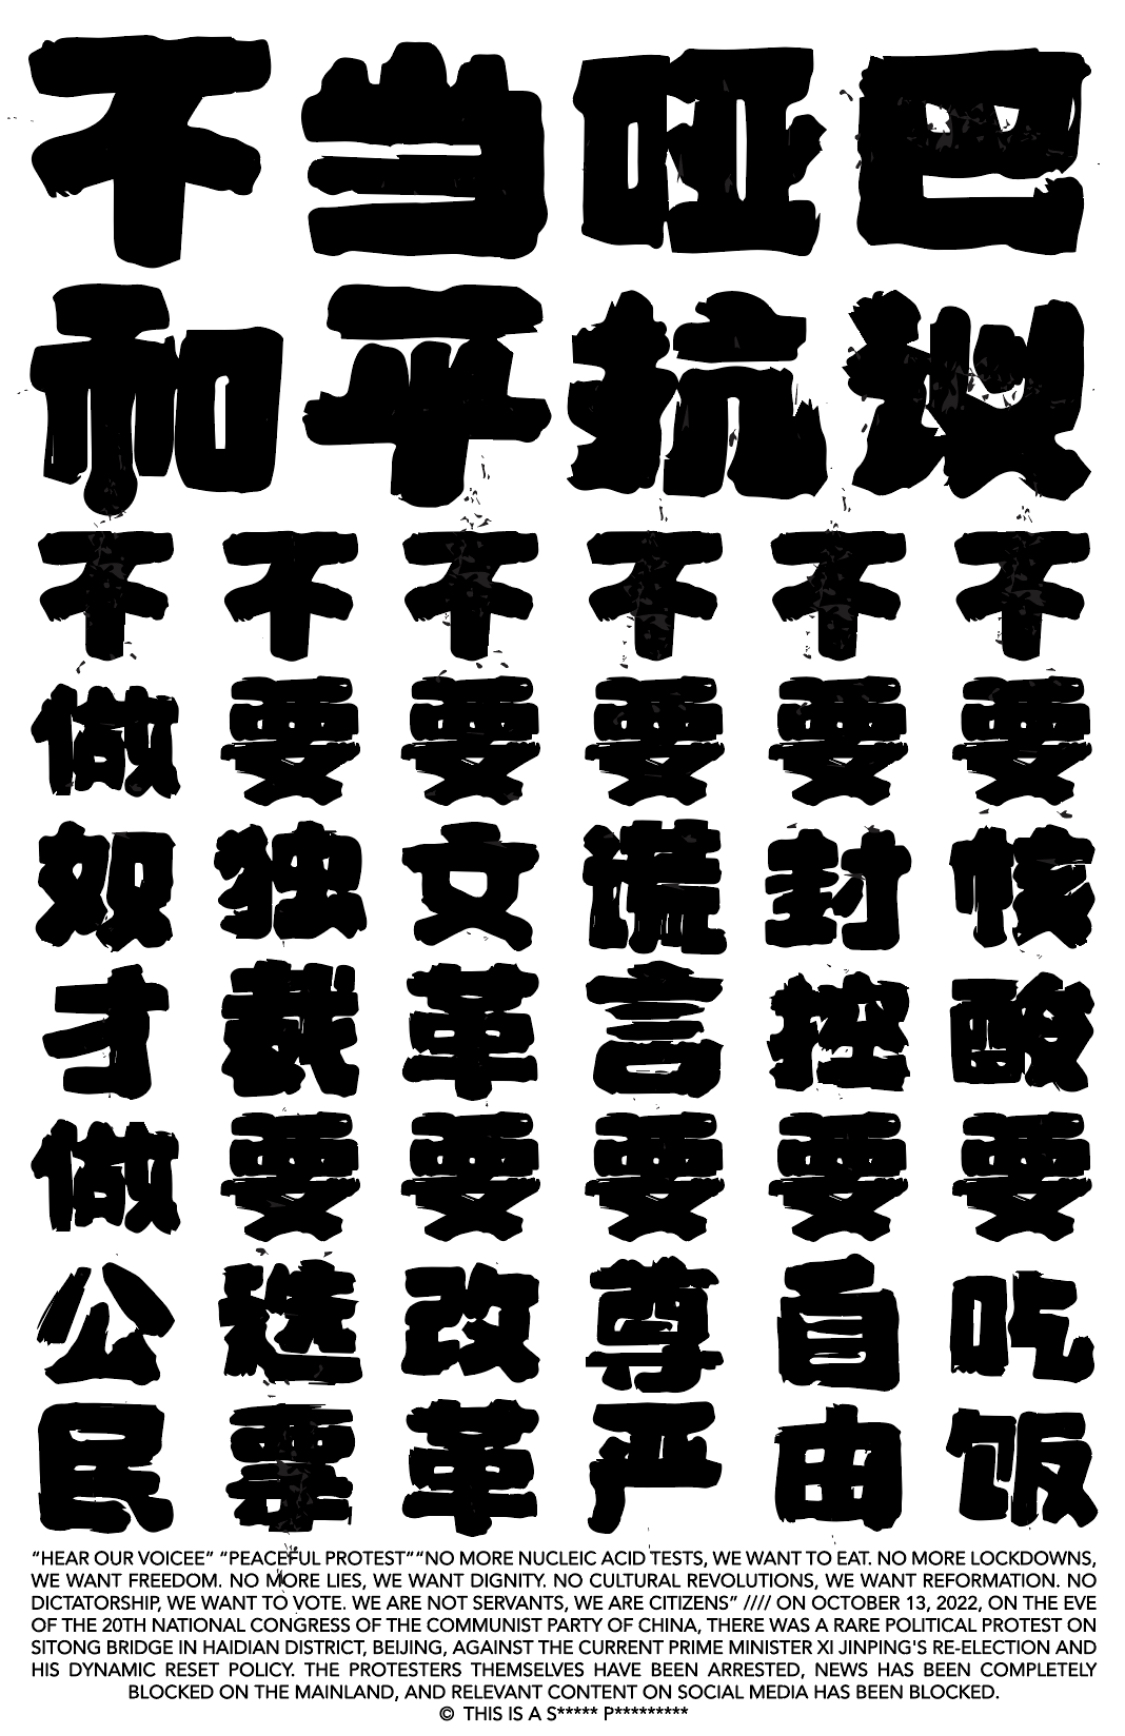 不当哑巴
和平抗议
不要核酸要吃饭
不要封控要自由
不要谎言要尊严
不要文革要改革
不要独裁要选票
不做奴才做公民
“HEAR OUR VOICEE” “PEACEFUL PROTEST”“NO MORE NUCLEIC ACID TESTS, WE WANT TO EAT. NO MORE LOCKDOWNS,
WE WANT FREEDOM. NO MORE LIES, WE WANT DIGNITY. NO CULTURAL REVOLUTIONS, WE WANT REFORMATION. NO
DICTATORSHIP, WE WANT TO VOTE. WE ARE NOT SERVANTS, WE ARE CITIZENS” //// ON OCTOBER 13, 2022, ON THE EVE
OF THE 20TH NATIONAL CONGRESS OF THE COMMUNIST PARTY OF CHINA, THERE WAS A RARE POLITICAL PROTEST ON
SITONG BRIDGE IN HAIDIAN DISTRICT, BEIJING, AGAINST THE CURRENT PRIME MINISTER XI JINPING'S RE-ELECTION AND
HIS DYNAMIC RESET POLICY. THE PROTESTERS THEMSELVES HAVE BEEN ARRESTED, NEWS HAS BEEN COMPLETELY
BLOCKED ON THE MAINLAND, AND RELEVANT CONTENT ON SOCIAL MEDIA HAS BEEN BLOCKED.
© THIS IS A S***** P*********